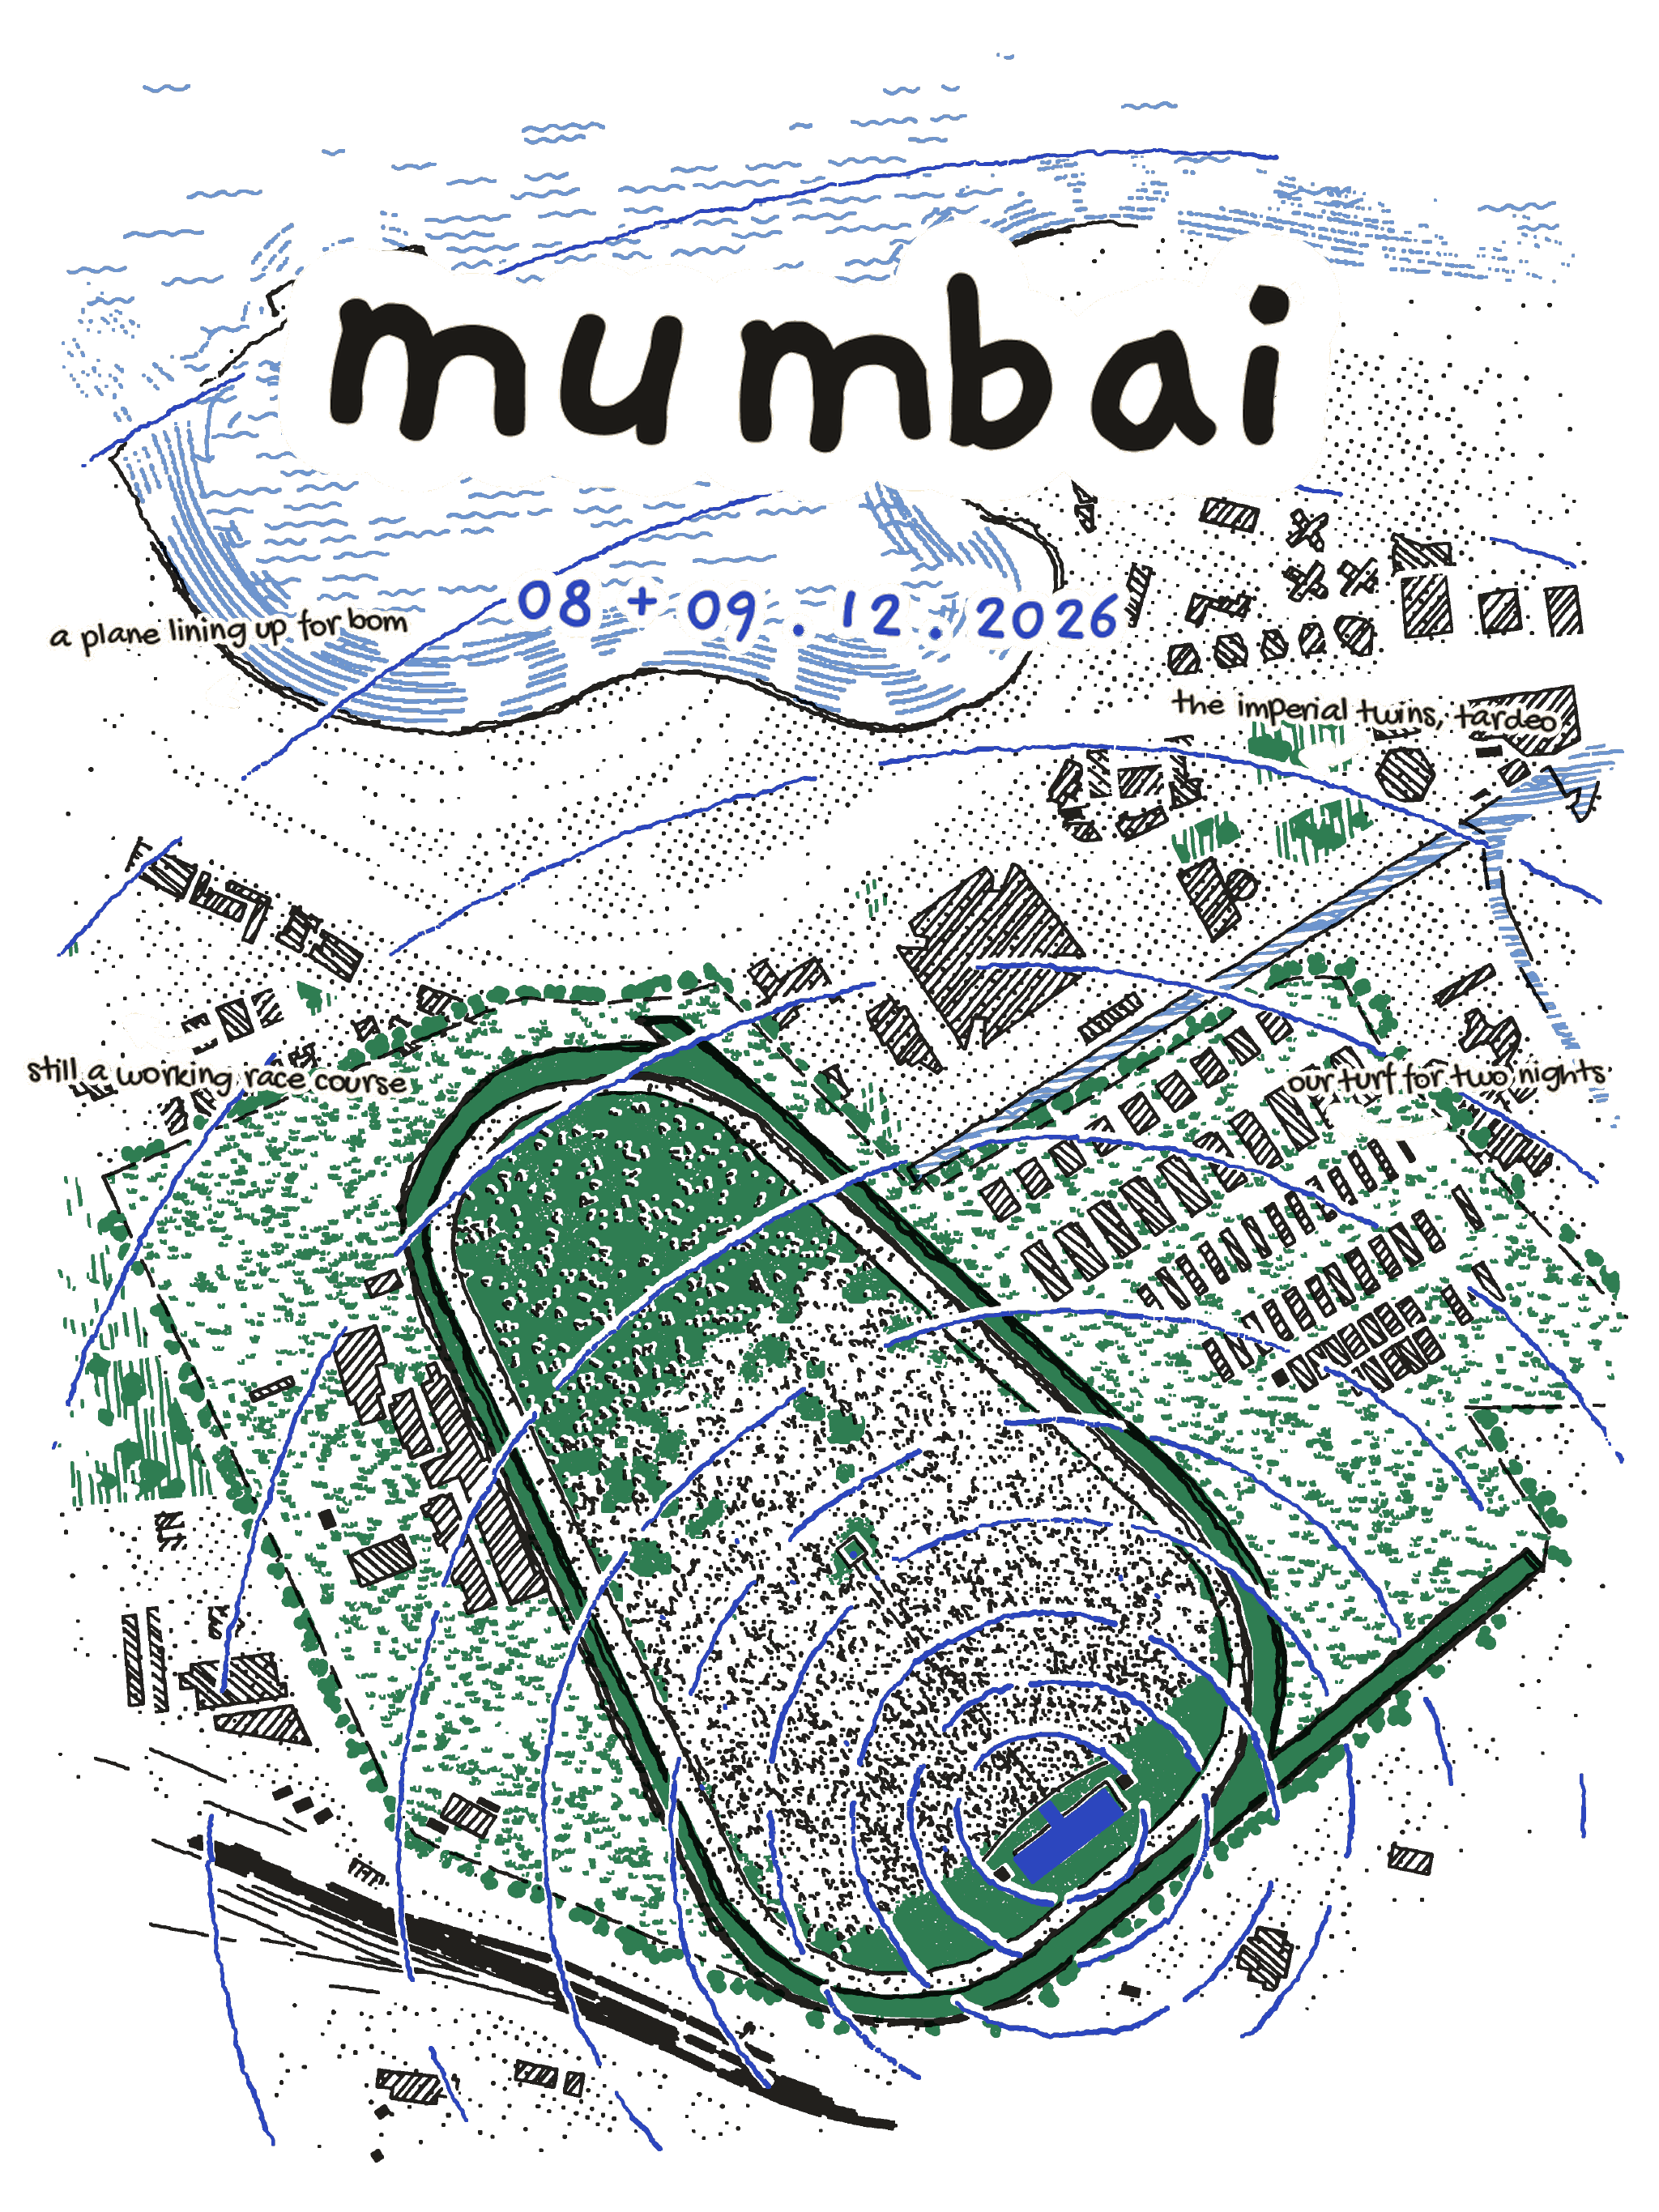 mumbai
08 + 09 . 12 . 2026
a plane lining up for bom
the imperial twins, tardeo
still a working race course
our turf for two nights